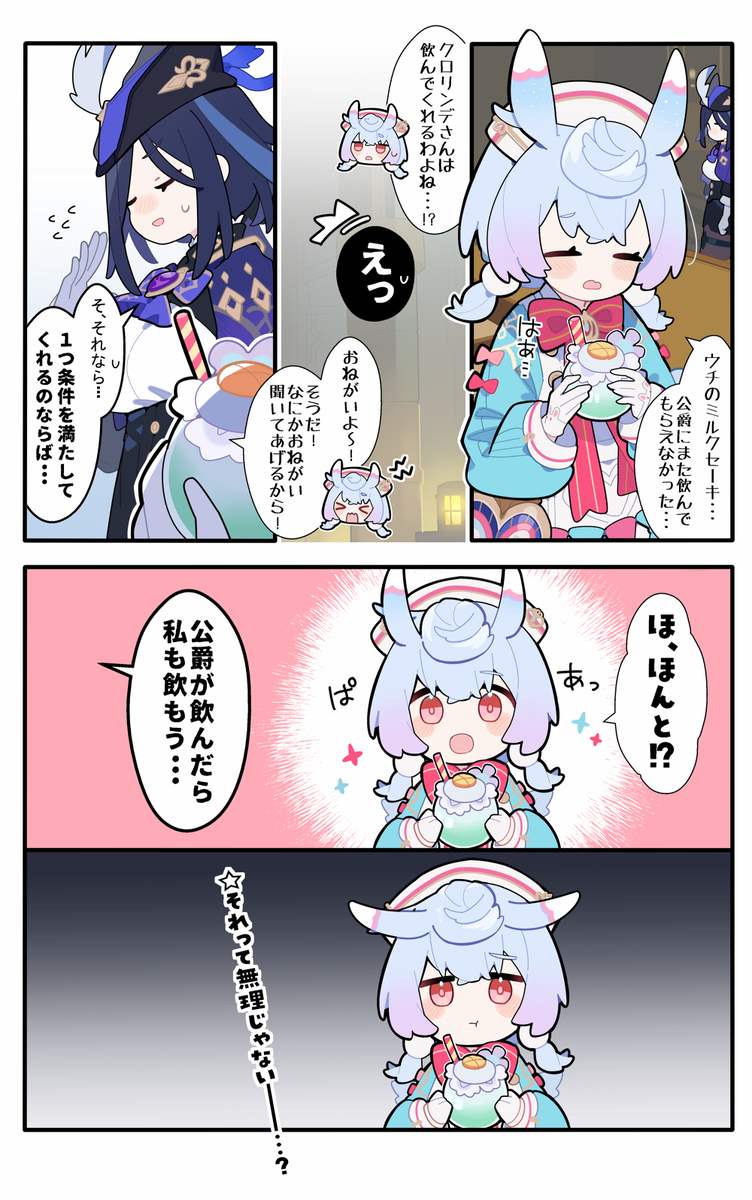 ウチのミルクセーキ…
公爵にまた飲んで
もらえなかった…
はぁ…
クロリンデさんは
飲んでくれるわよね…!?
えっ
おねがいよ〜!
そうだ!
なにかおねがい
聞いてあげるから!
そ、それなら…
1つ条件を満たして
くれるのならば…
ほ、ほんと!?
あっ
ぱ
公爵が飲んだら
私も飲もう…
☆それって無理じゃない――…?